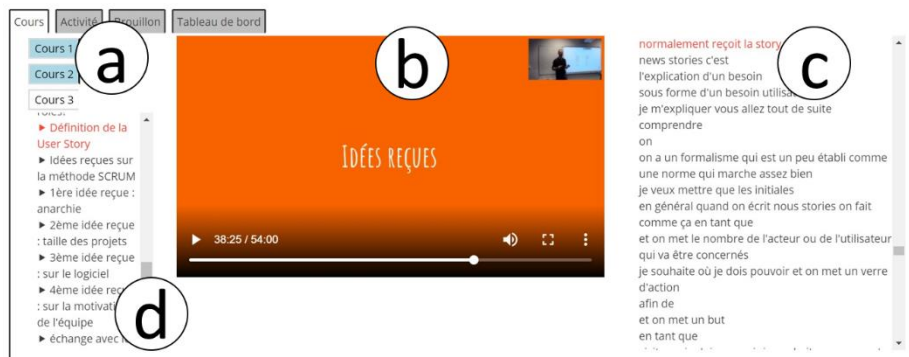 Cours Activité Brouillon Tableau de bord
Cours 1
Cours 2
Cours 3
a
► Définition de la
User Story
► Idées reçues sur
la méthode SCRUM
► 1ère idée reçue :
anarchie
► 2ème idée reçue
: taille des projets
► 3ème idée reçue
: sur le logiciel
► 4ème idée
: sur la
de l'équipe
► échange avec
d
b
IDÉES REÇUES
38:25 / 54:00
c
normalement reçoit la story
news stories c'est
l'explication d'un besoin
sous forme d'un besoin
je m'expliquer vous allez tout de suite
comprendre
on
on a un formalisme qui est un peu établi comme
une norme qui marche assez bien
je veux mettre que les initiales
en général quand on écrit nous stories on fait
comme ça en tant que
et on met le nombre de l'acteur ou de l'utilisateur
qui va être concernés
je souhaite où je dois pouvoir et on met un verre
d'action
afin de
et on met un but
en tant que